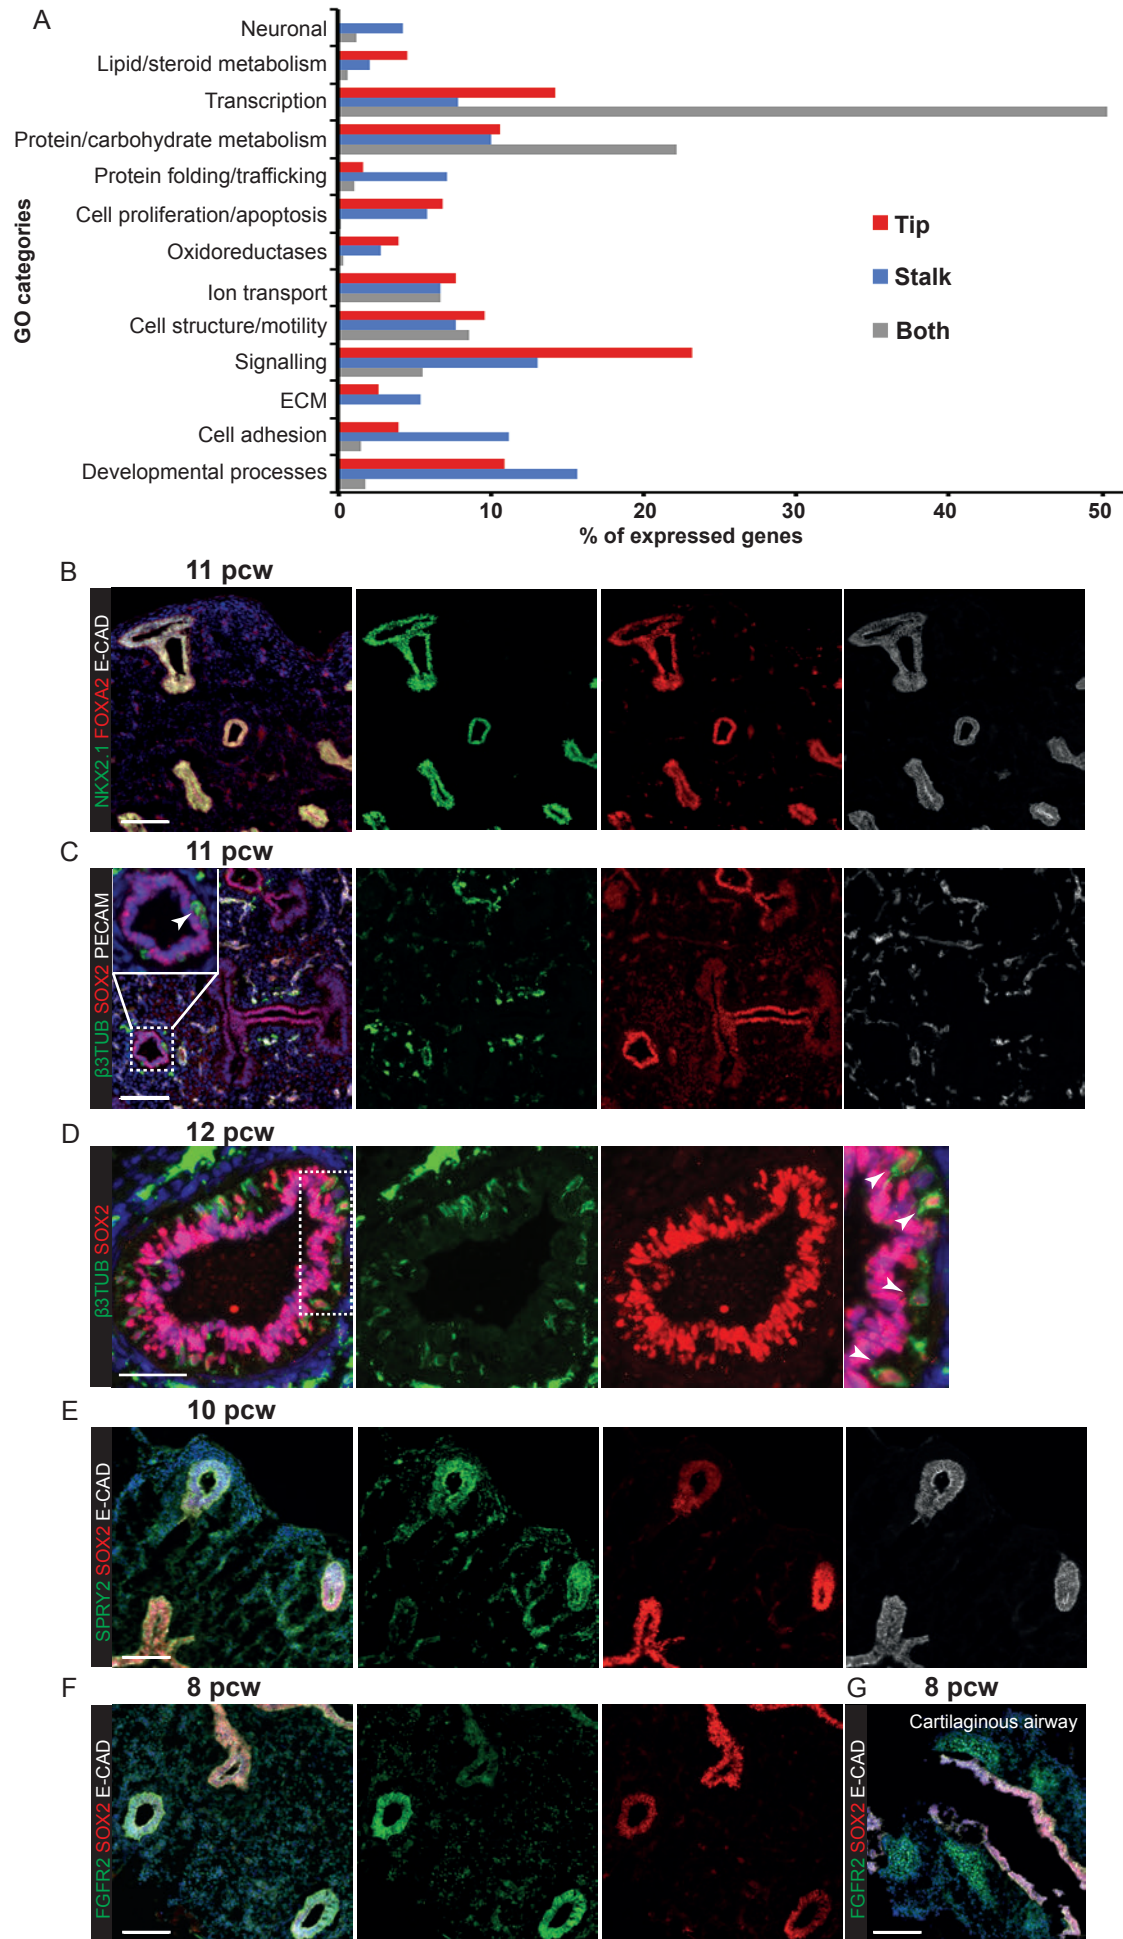 A
GO categories
Neuronal
Lipid/steroid metabolism
Transcription
Protein/carbohydrate metabolism
Protein folding/trafficking
Cell proliferation/apoptosis
Oxidoreductases
Ion transport
Cell structure/motility
Signalling
ECM
Cell adhesion
Developmental processes
Tip
Stalk
Both
0 10 20 30 40 50
% of expressed genes
B
11 pcw
NKX2.1 FOXA2 E-CAD
C
11 pcw
β3TUB SOX2 PECAM
D
12 pcw
β3TUB SOX2
E
10 pcw
SPRY2 SOX2 E-CAD
F
8 pcw
FGFR2 SOX2 E-CAD
G
8 pcw
Cartilaginous airway
FGFR2 SOX2 E-CAD